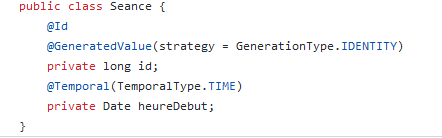 public class Seance {
@Id
@GeneratedValue(strategy = GenerationType.IDENTITY)
private long id;
@Temporal(TemporalType.TIME)
private Date heureDebut;
}